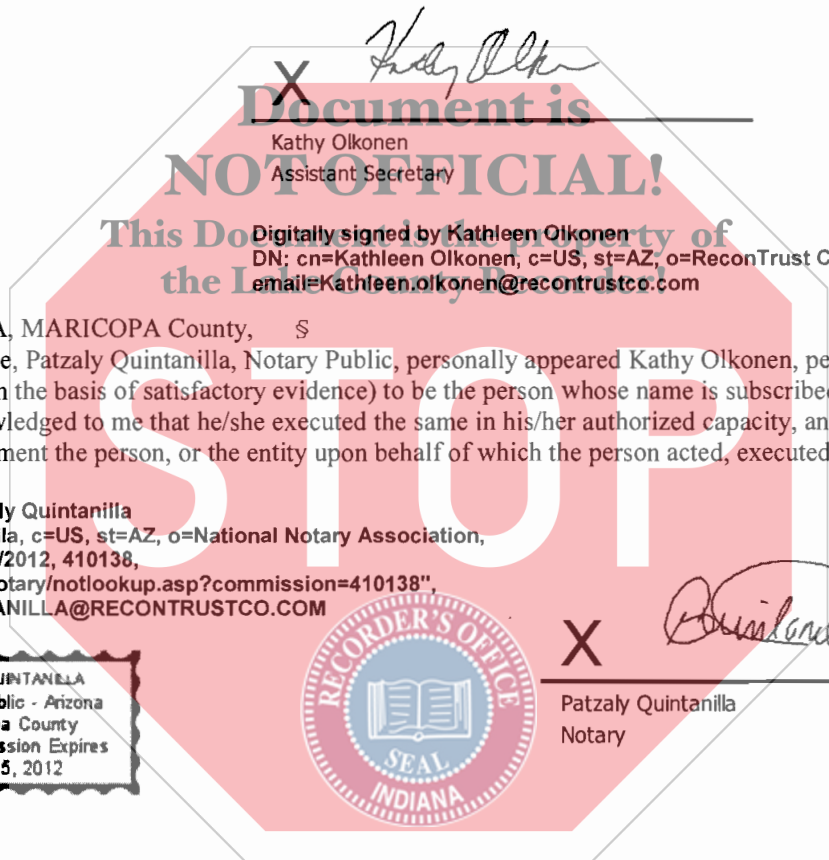 X Kathy Olkonen
Document is
Kathy Olkonen
NOT OFFICIAL!
Assistant Secretary
This Document is the property of
Digitally signed by Kathleen Olkonen
DN: cn=Kathleen Olkonen, c=US, st=AZ, o=ReconTrust C
the Lake County Recorder!
email=Kathleen.olkonen@recontrustco.com
A, MARICOPA County, §
e, Patzaly Quintanilla, Notary Public, personally appeared Kathy Olkonen, pe
n the basis of satisfactory evidence) to be the person whose name is subscribed
wledged to me that he/she executed the same in his/her authorized capacity, an
ment the person, or the entity upon behalf of which the person acted, executed
STOP
ly Quintanilla
lla, c=US, st=AZ, o=National Notary Association,
/2012, 410138,
otary/notlookup.asp?commission=410138",
ANILLA@RECONTRUSTCO.COM
RECORDER'S OFFICE
SEAL
INDIANA
X
Patzaly Quintanilla
Notary
UINTANILLA
blic - Arizona
a County
ssion Expires
5, 2012